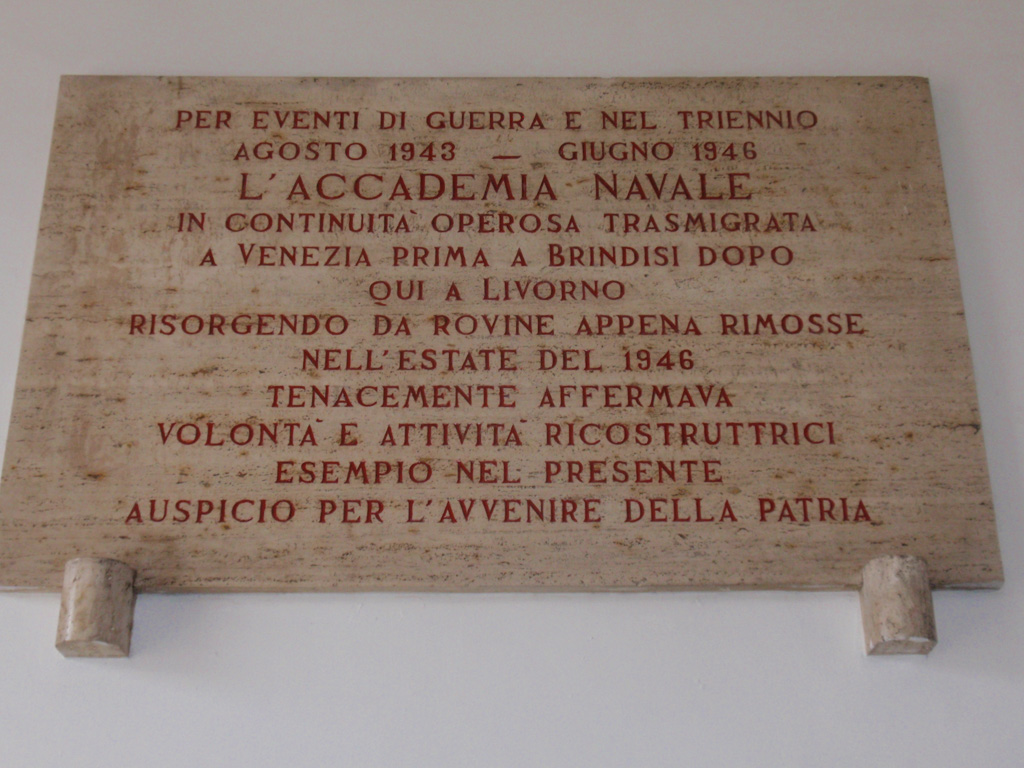 PER EVENTI DI GUERRA E NEL TRIENNIO
AGOSTO 1943 — GIUGNO 1946
L'ACCADEMIA NAVALE
IN CONTINUITÀ OPEROSA TRASMIGRATA
A VENEZIA PRIMA A BRINDISI DOPO
QUI A LIVORNO
RISORGENDO DA ROVINE APPENA RIMOSSE
NELL'ESTATE DEL 1946
TENACEMENTE AFFERMAVA
VOLONTÀ E ATTIVITÀ RICOSTRUTTRICI
ESEMPIO NEL PRESENTE
AUSPICIO PER L'AVVENIRE DELLA PATRIA